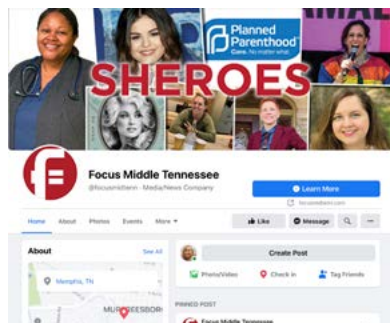 Planned
Parenthood
Care. No matter what.
SHEROES
Focus Middle Tennessee
@focusmidtenn · Media/News Company
Learn More
Home About Photos Events More
Like Message
About See All
Create Post
Photo/Video Check in Tag Friends
Memphis, TN
MURFREESBORO
PINNED POST
Focus Middle Tennessee